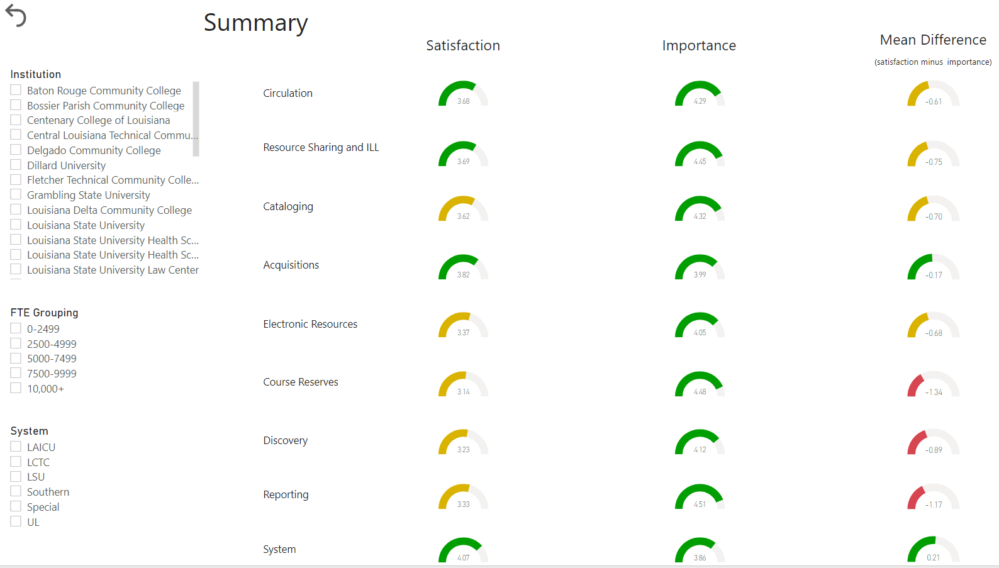 Summary
Satisfaction
Importance
Mean Difference
(satisfaction minus importance)
Institution
Baton Rouge Community College
Bossier Parish Community College
Centenary College of Louisiana
Central Louisiana Technical Commu...
Delgado Community College
Dillard University
Fletcher Technical Community Colle...
Grambling State University
Louisiana Delta Community College
Louisiana State University
Louisiana State University Health Sc...
Louisiana State University Health Sc...
Louisiana State University Law Center
FTE Grouping
0-2499
2500-4999
5000-7499
7500-9999
10,000+
System
LAICU
LCTC
LSU
Southern
Special
UL
Circulation 3.68 4.29 -0.61
Resource Sharing and ILL 3.69 4.45 -0.75
Cataloging 3.62 4.32 -0.70
Acquisitions 3.82 3.99 -0.17
Electronic Resources 3.37 4.05 -0.68
Course Reserves 3.14 4.48 -1.34
Discovery 3.23 4.12 -0.89
Reporting 3.33 4.51 -1.17
System 4.07 3.86 0.21